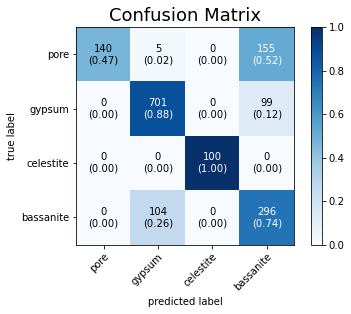 Confusion Matrix
1.0
pore 140 5 0 155
(0.47) (0.02) (0.00) (0.52)
0.8
gypsum 0 701 0 99
(0.00) (0.88) (0.00) (0.12)
0.6
true label
0.4
celestite 0 0 100 0
(0.00) (0.00) (1.00) (0.00)
0.2
bassanite 0 104 0 296
(0.00) (0.26) (0.00) (0.74)
0.0
pore gypsum celestite bassanite
predicted label